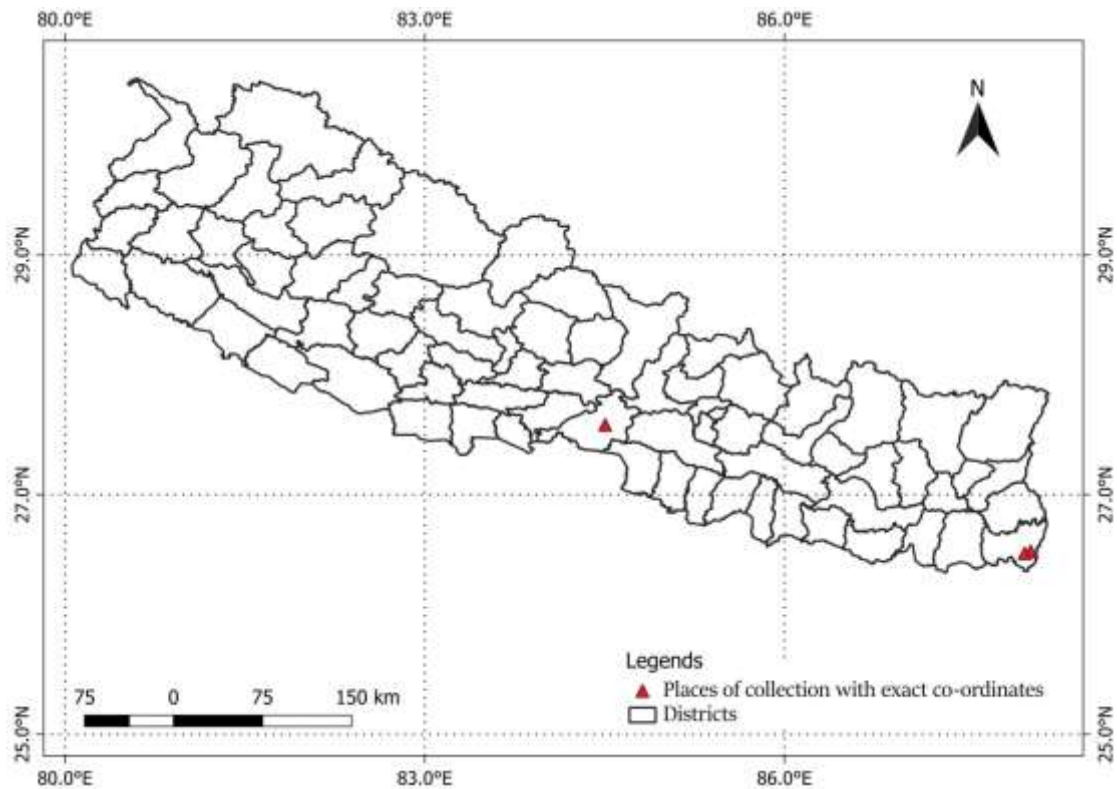 80.0°E 83.0°E 86.0°E
N
29.0°N 29.0°N
27.0°N 27.0°N
Legends
Places of collection with exact co-ordinates
Districts
75 0 75 150 km
25.0°N 25.0°N
80.0°E 83.0°E 86.0°E